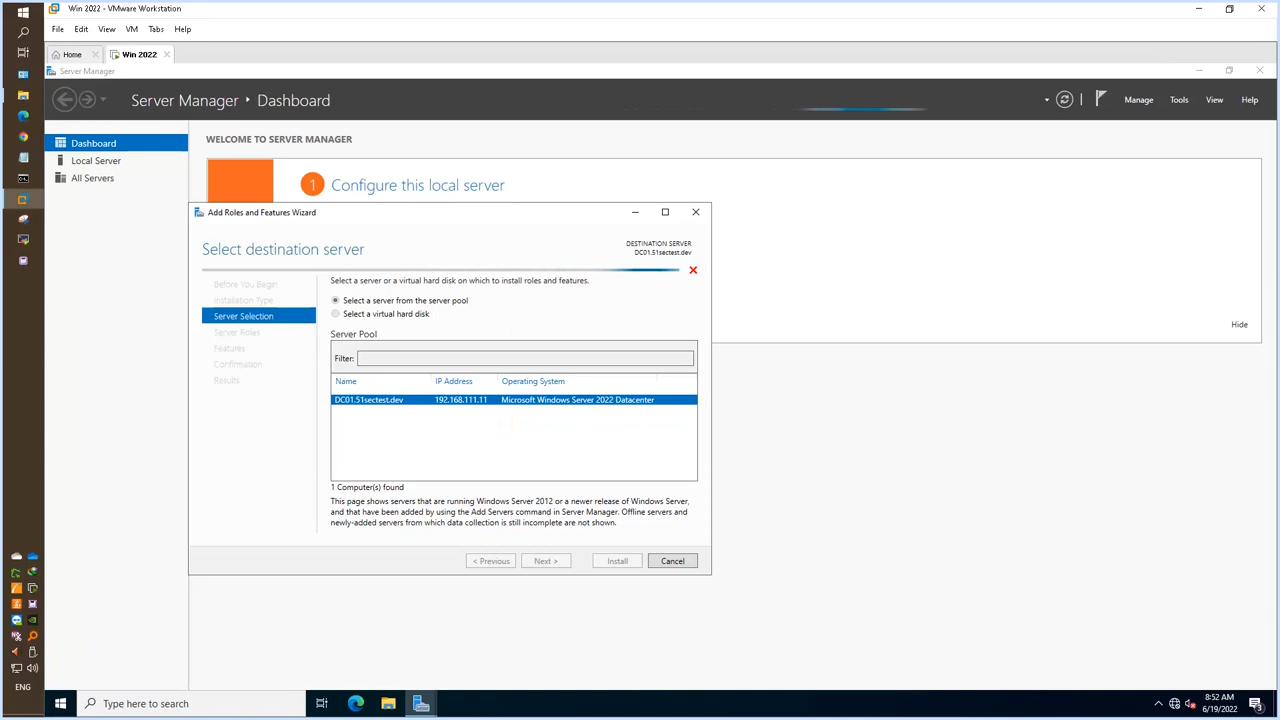 Win 2022 - VMware Workstation
File Edit View VM Tabs Help
Home Win 2022
Server Manager
Server Manager Dashboard
Manage Tools View Help
Dashboard
Local Server
All Servers
WELCOME TO SERVER MANAGER
1 Configure this local server
Hide
Add Roles and Features Wizard
Select destination server
DESTINATION SERVER
DC01.51sectest.dev
Before You Begin
Installation Type
Server Selection
Server Roles
Features
Confirmation
Results
Select a server or a virtual hard disk on which to install roles and features.
Select a server from the server pool
Select a virtual hard disk
Server Pool
Filter:
Name IP Address Operating System
DC01.51sectest.dev 192.168.111.11 Microsoft Windows Server 2022 Datacenter
1 Computer(s) found
This page shows servers that are running Windows Server 2012 or a newer release of Windows Server,
and that have been added by using the Add Servers command in Server Manager. Offline servers and
newly-added servers from which data collection is still incomplete are not shown.
< Previous Next > Install Cancel
ENG
Type here to search
8:52 AM
6/19/2022
3